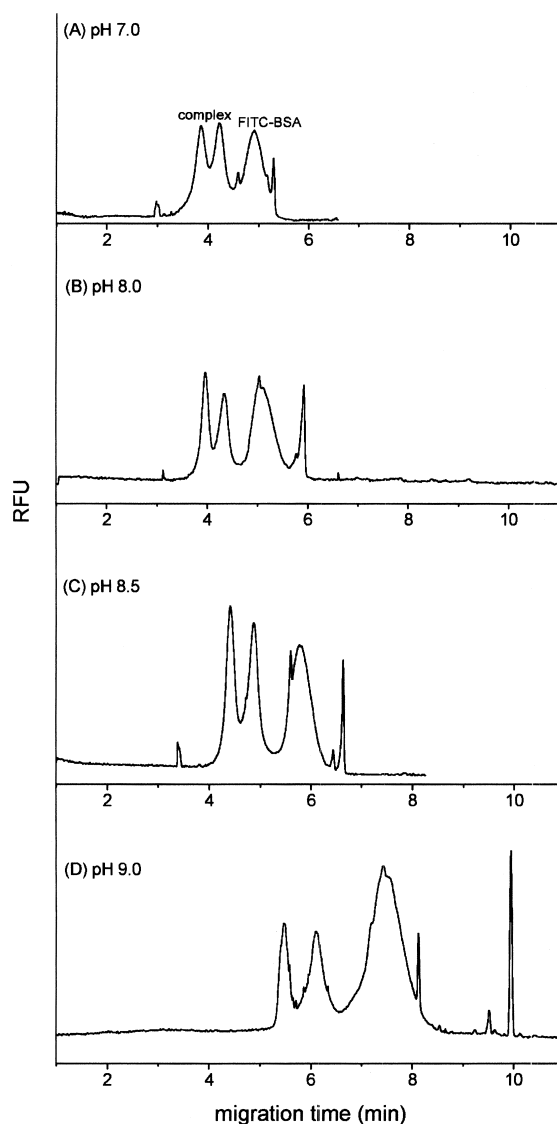 (A) pH 7.0
complex
FITC-BSA
2 4 6 8 10
(B) pH 8.0
2 4 6 8 10
RFU
(C) pH 8.5
2 4 6 8 10
(D) pH 9.0
2 4 6 8 10
migration time (min)